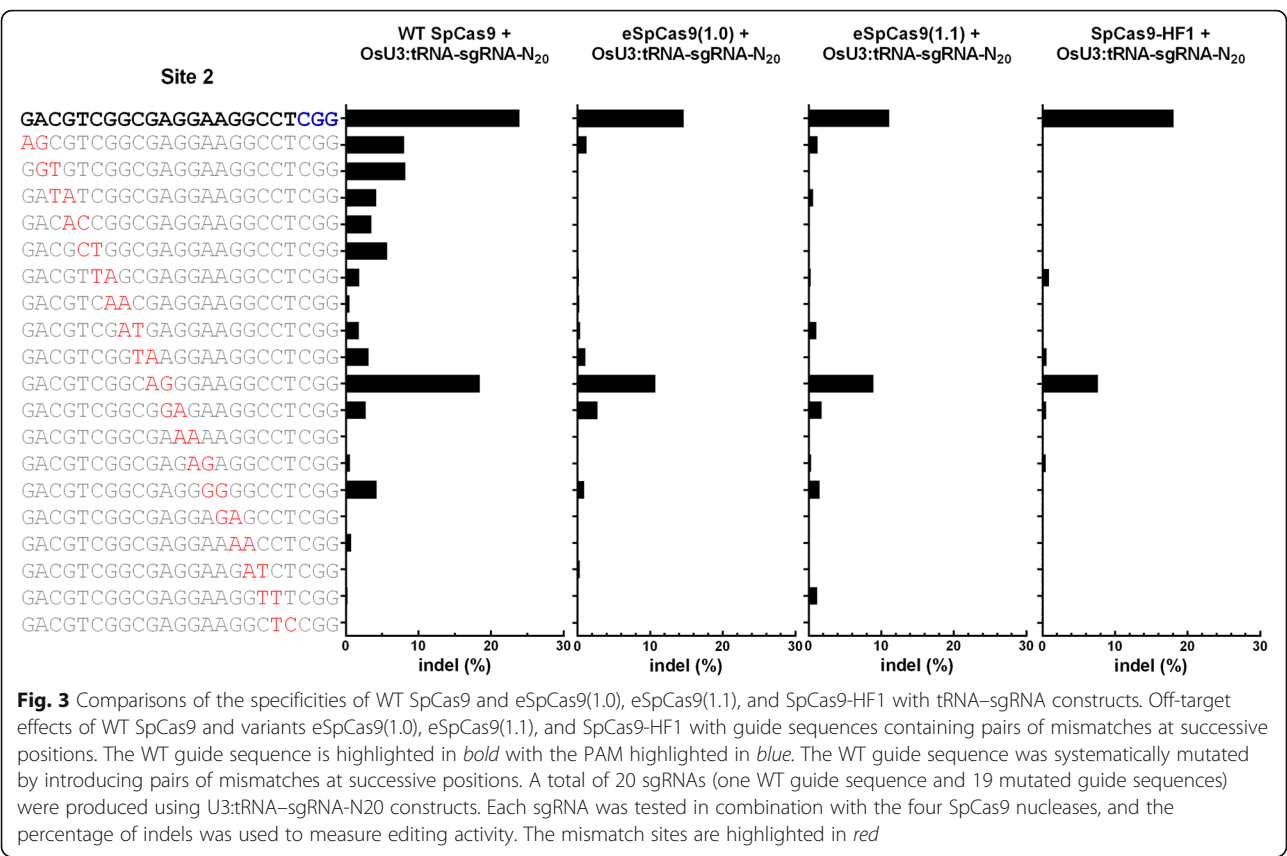 WT SpCas9 +
OsU3:tRNA-sgRNA-N20
eSpCas9(1.0) +
OsU3:tRNA-sgRNA-N20
eSpCas9(1.1) +
OsU3:tRNA-sgRNA-N20
SpCas9-HF1 +
OsU3:tRNA-sgRNA-N20
Site 2
GACGTCGGCGAGGAAGGCCTCGG
AGCGTCGGCGAGGAAGGCCTCGG
GGTGTCGGCGAGGAAGGCCTCGG
GATATCGGCGAGGAAGGCCTCGG
GACACCGGCGAGGAAGGCCTCGG
GACGCTGGCGAGGAAGGCCTCGG
GACGTTAGCGAGGAAGGCCTCGG
GACGTCAACGAGGAAGGCCTCGG
GACGTCGATGAGGAAGGCCTCGG
GACGTCGGTAAGGAAGGCCTCGG
GACGTCGGCAGGGAAGGCCTCGG
GACGTCGGCGGAGAAGGCCTCGG
GACGTCGGCGAAAAAGGCCTCGG
GACGTCGGCGAGAGAGGCCTCGG
GACGTCGGCGAGGGGGGCCTCGG
GACGTCGGCGAGGAGAGCCTCGG
GACGTCGGCGAGGAAAACCTCGG
GACGTCGGCGAGGAAGATCTCGG
GACGTCGGCGAGGAAGGTTTCGG
GACGTCGGCGAGGAAGGCTCCGG
0 10 20 30
0 10 20 30
0 10 20 30
0 10 20 30
indel (%)
indel (%)
indel (%)
indel (%)
Fig. 3 Comparisons of the specificities of WT SpCas9 and eSpCas9(1.0), eSpCas9(1.1), and SpCas9-HF1 with tRNA–sgRNA constructs. Off-target
effects of WT SpCas9 and variants eSpCas9(1.0), eSpCas9(1.1), and SpCas9-HF1 with guide sequences containing pairs of mismatches at successive
positions. The WT guide sequence is highlighted in bold with the PAM highlighted in blue. The WT guide sequence was systematically mutated
by introducing pairs of mismatches at successive positions. A total of 20 sgRNAs (one WT guide sequence and 19 mutated guide sequences)
were produced using U3:tRNA–sgRNA-N20 constructs. Each sgRNA was tested in combination with the four SpCas9 nucleases, and the
percentage of indels was used to measure editing activity. The mismatch sites are highlighted in red